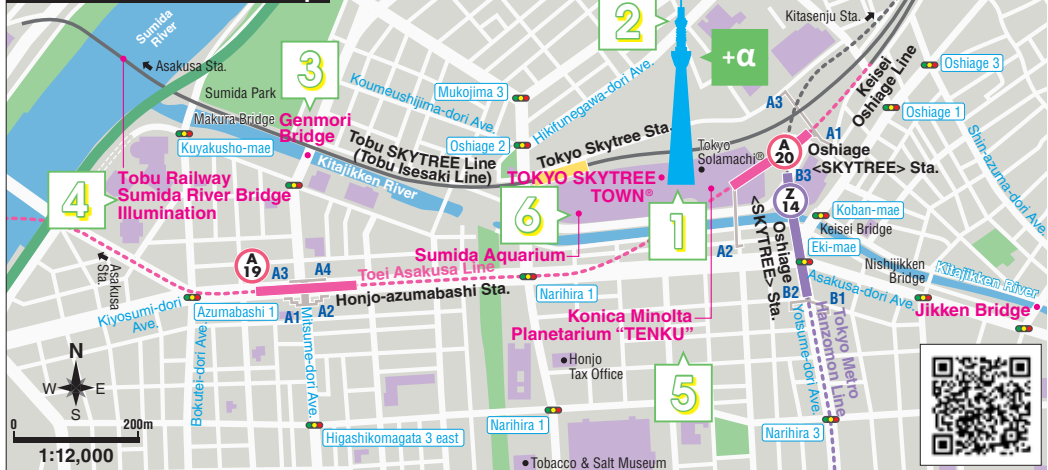 Sumida
River
Asakusa Sta.
Sumida Park
3
Makura Bridge
Genmori
Bridge
Kuyakusho-mae
Koumeushijima-dori Ave.
Mukojima 3
Hikifunegawa-dori Ave.
Oshiage 2
2
+α
Kitasenju Sta.
Oshiage 3
Keisei
Oshiage Line
Oshiage 1
Shin-azuma-dori Ave.
A3
A1
A
20
Oshiage
<SKYTREE> Sta.
B3
Z
14
Tobu SKYTREE Line
(Tobu Isesaki Line)
Tokyo Skytree Sta.
Tokyo
Solamachi®
TOKYO SKYTREE
TOWN®
Kitajikken River
4
Tobu Railway
Sumida River Bridge
Illumination
6
1
Sumida Aquarium
A2
Koban-mae
Keisei Bridge
Eki-mae
Oshiage
<SKYTREE> Sta.
Nishijikken
Bridge
Kitajikken River
Asakusa-dori Ave.
Jikken Bridge
Asakusa
Sta.
A
19
A3
A4
Toei Asakusa Line
Honjo-azumabashi Sta.
Narihira 1
Kiyosumi-dori
Ave.
Azumabashi 1
A1
A2
B2
B1
Konica Minolta
Planetarium “TENKU”
Bokutei-dori Ave.
Mitsume-dori Ave.
Yotsume-dori Ave.
Tokyo Metro
Hanzomon Line
Honjo
Tax Office
5
N
W
E
S
0
200m
1:12,000
Higashikomagata 3 east
Narihira 1
Narihira 3
Tobacco & Salt Museum